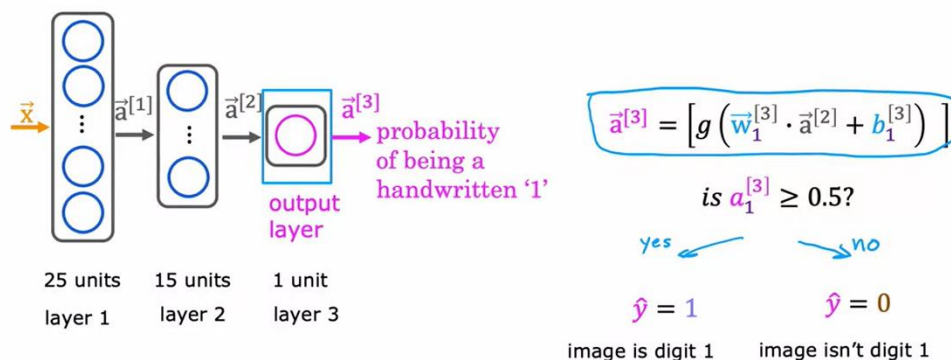 x⃗
a⃗^[1]
a⃗^[2]
a⃗^[3]
probability
of being a
handwritten ‘1’
output
layer
25 units
layer 1
15 units
layer 2
1 unit
layer 3
a⃗^[3] = [g(w⃗₁^[3] · a⃗^[2] + b₁^[3])]
is a₁^[3] ≥ 0.5?
yes
no
ŷ = 1
ŷ = 0
image is digit 1
image isn’t digit 1